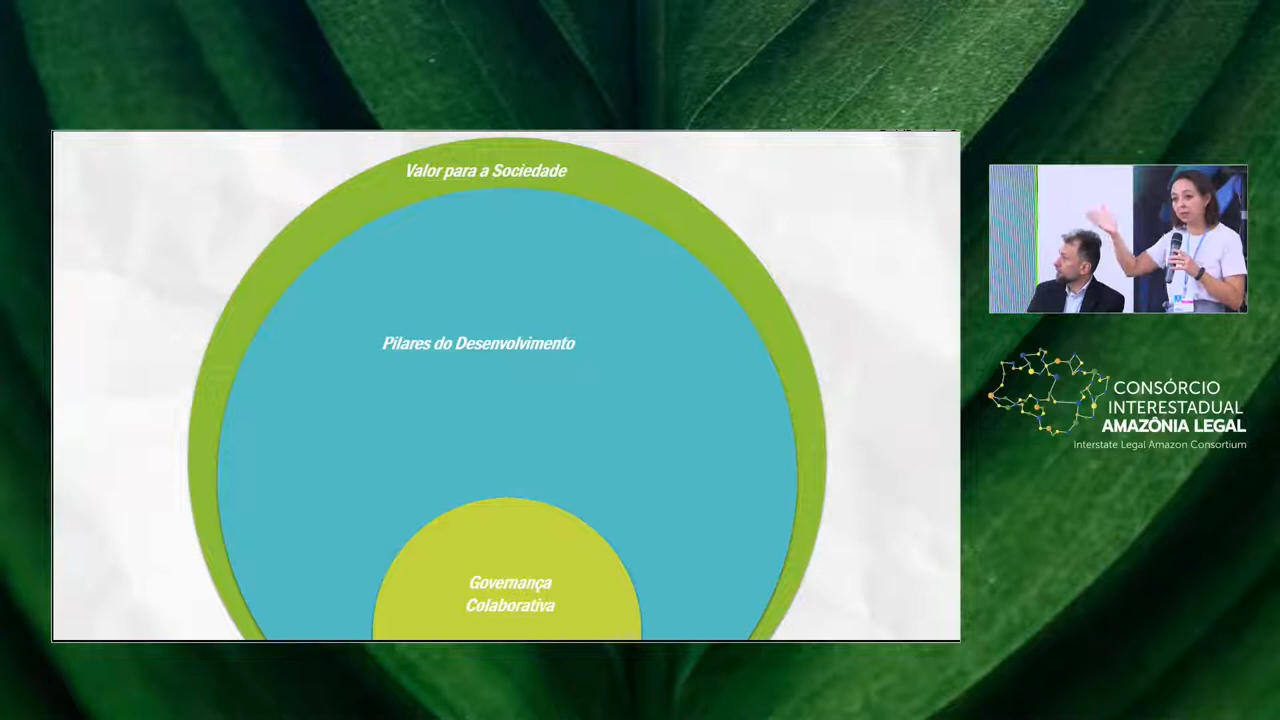 Valor para a Sociedade
Pilares do Desenvolvimento
Governança
Colaborativa
CONSÓRCIO
INTERESTADUAL
AMAZÔNIA LEGAL
Interstate Legal Amazon Consortium